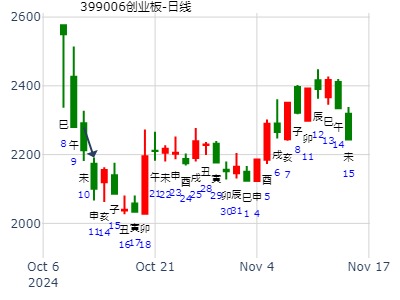 399006创业板-日线
2600
2400
2200
2000
巳
8
午
9
未
10
申
11
亥
14
子
15
丑
16
寅
17
卯
18
午
21
未
22
申
23
酉
24
戌
25
丑
28
寅
29
卯
30
辰
31
巳
1
申
4
酉
5
戌
6
亥
7
子
8
卯
11
辰
12
巳
13
午
14
未
15
Oct 6
2024
Oct 21
Nov 4
Nov 17